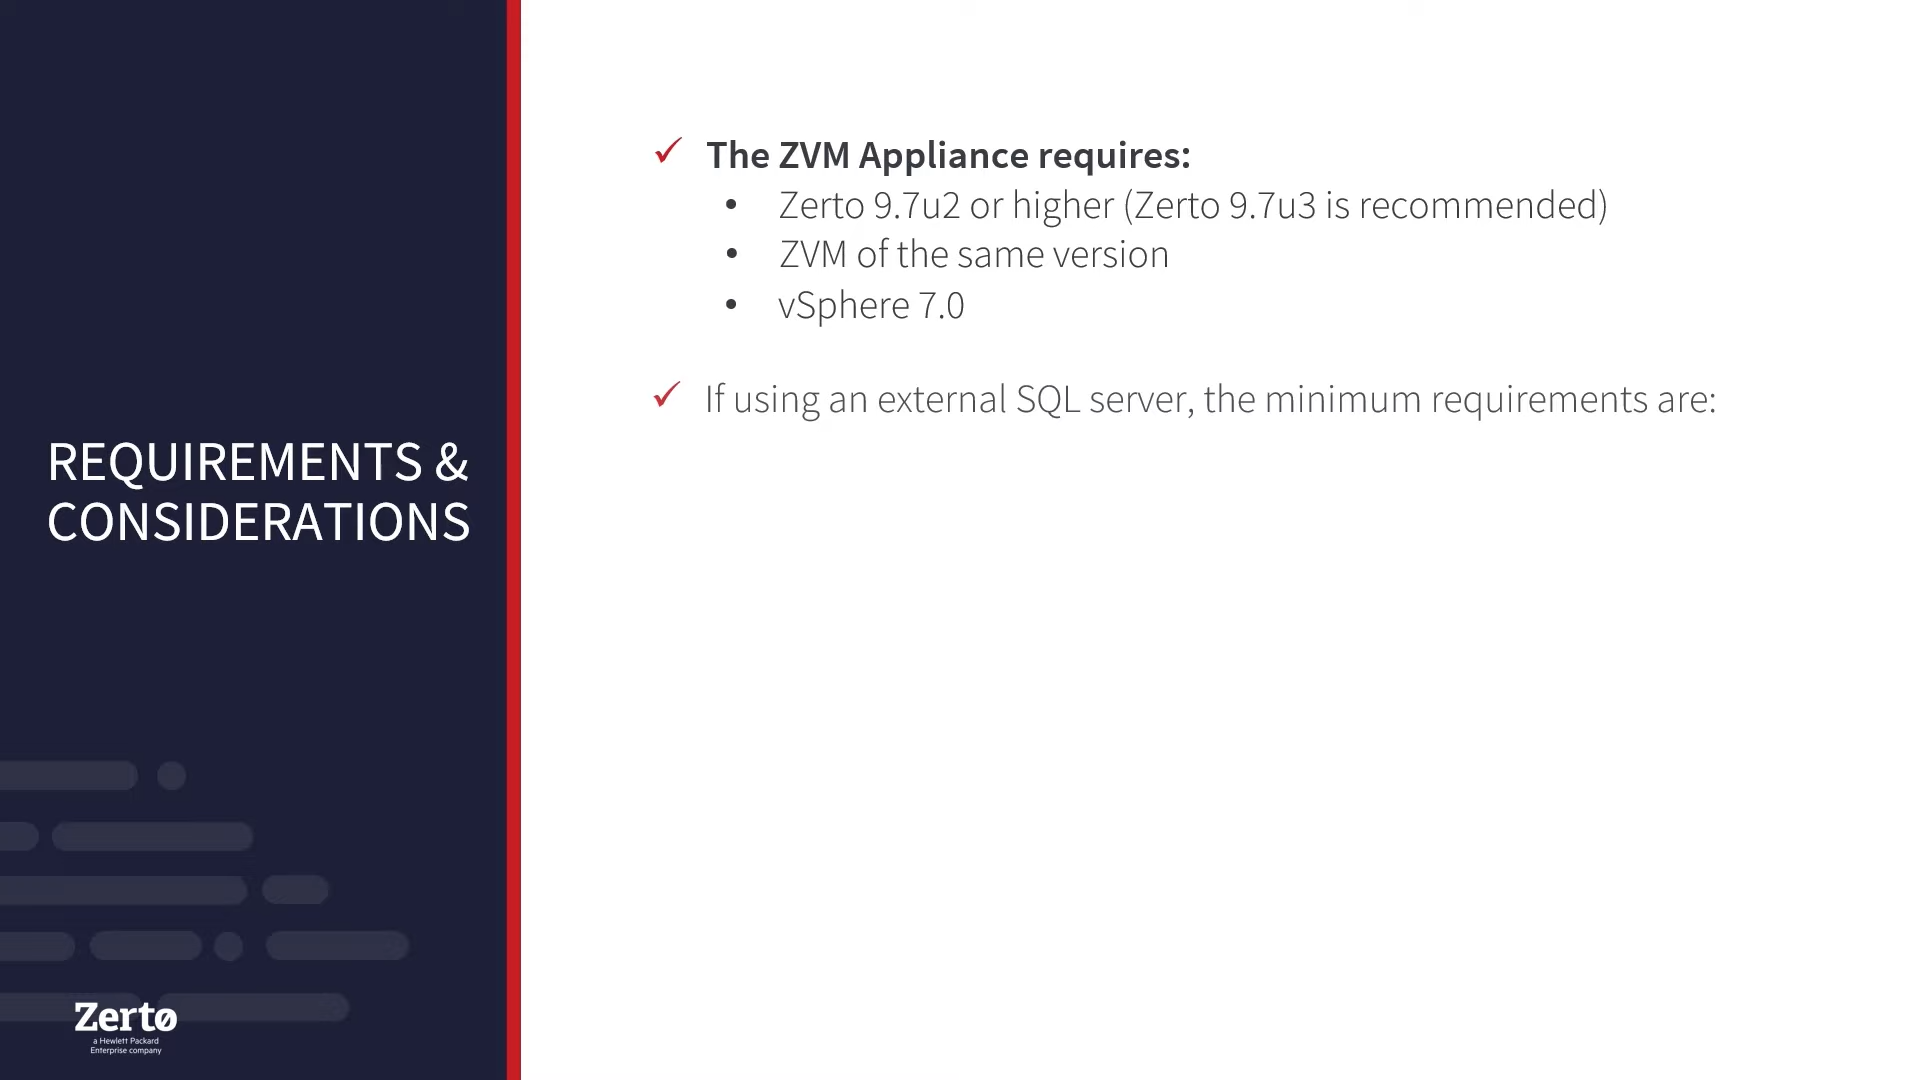 REQUIREMENTS &
CONSIDERATIONS
✓ The ZVM Appliance requires:
• Zerto 9.7u2 or higher (Zerto 9.7u3 is recommended)
• ZVM of the same version
• vSphere 7.0
✓ If using an external SQL server, the minimum requirements are:
Zerto
a Hewlett Packard
Enterprise company